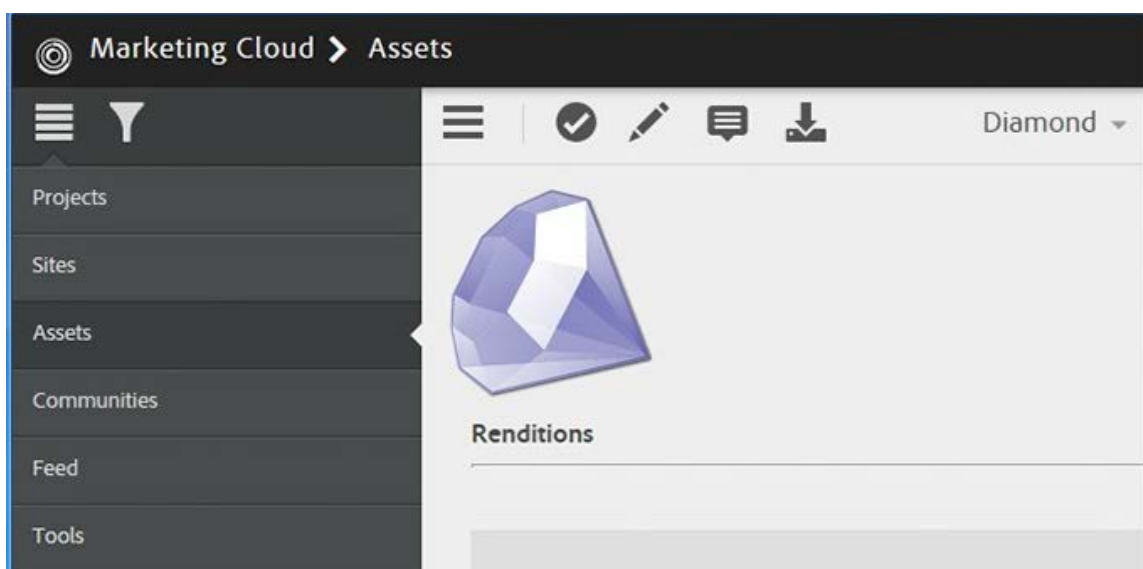 Marketing Cloud > Assets
Diamond
Projects
Sites
Assets
Communities
Feed
Tools
Renditions